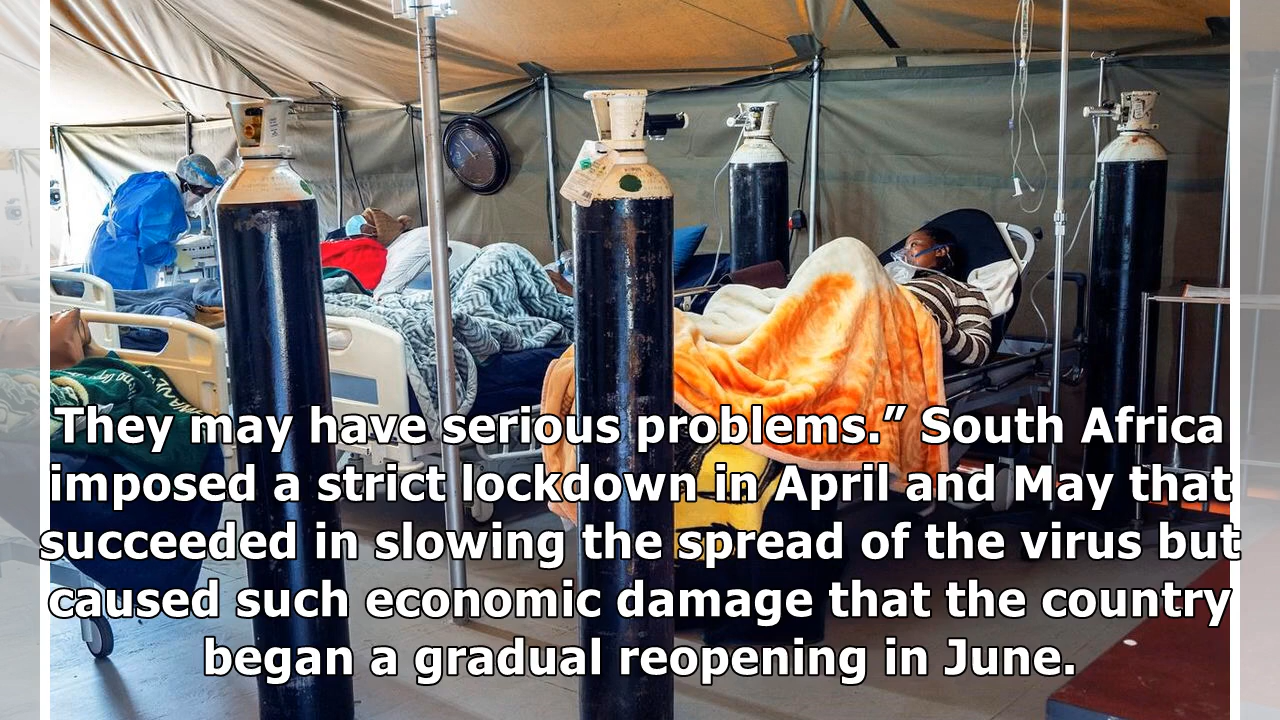 They may have serious problems.” South Africa
imposed a strict lockdown in April and May that
succeeded in slowing the spread of the virus but
caused such economic damage that the country
began a gradual reopening in June.